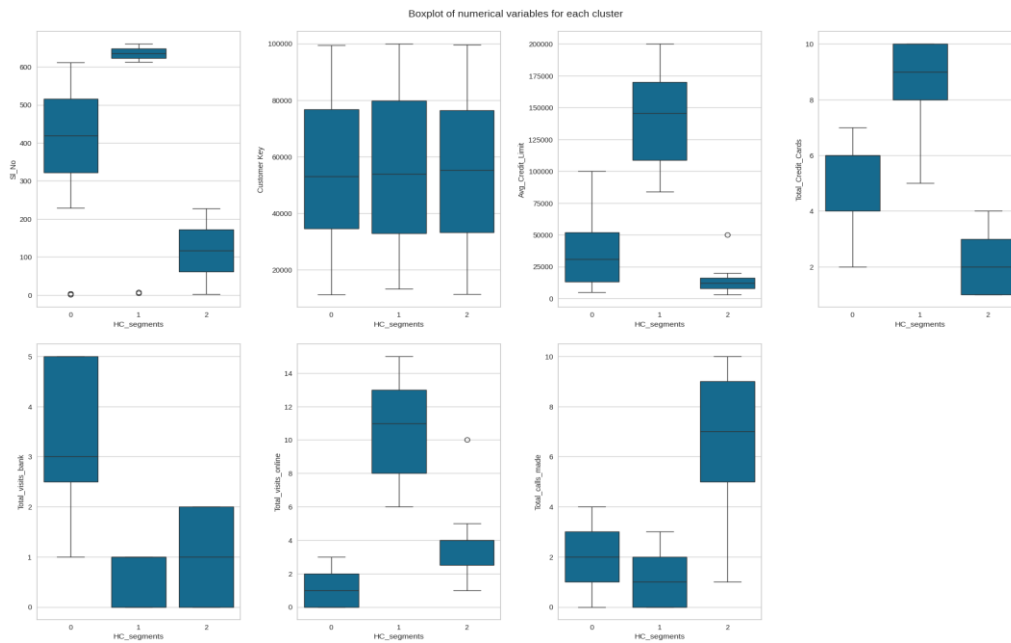 Boxplot of numerical variables for each cluster
Sl_No
600
500
400
300
200
100
0
0 1 2
HC_segments
Customer Key
100000
80000
60000
40000
20000
0 1 2
HC_segments
Avg_Credit_Limit
200000
175000
150000
125000
100000
75000
50000
25000
0
0 1 2
HC_segments
Total_Credit_Cards
10
8
6
4
2
0 1 2
HC_segments
Total_visits_bank
5
4
3
2
1
0
0 1 2
HC_segments
Total_visits_online
14
12
10
8
6
4
2
0
0 1 2
HC_segments
Total_calls_made
10
8
6
4
2
0
0 1 2
HC_segments